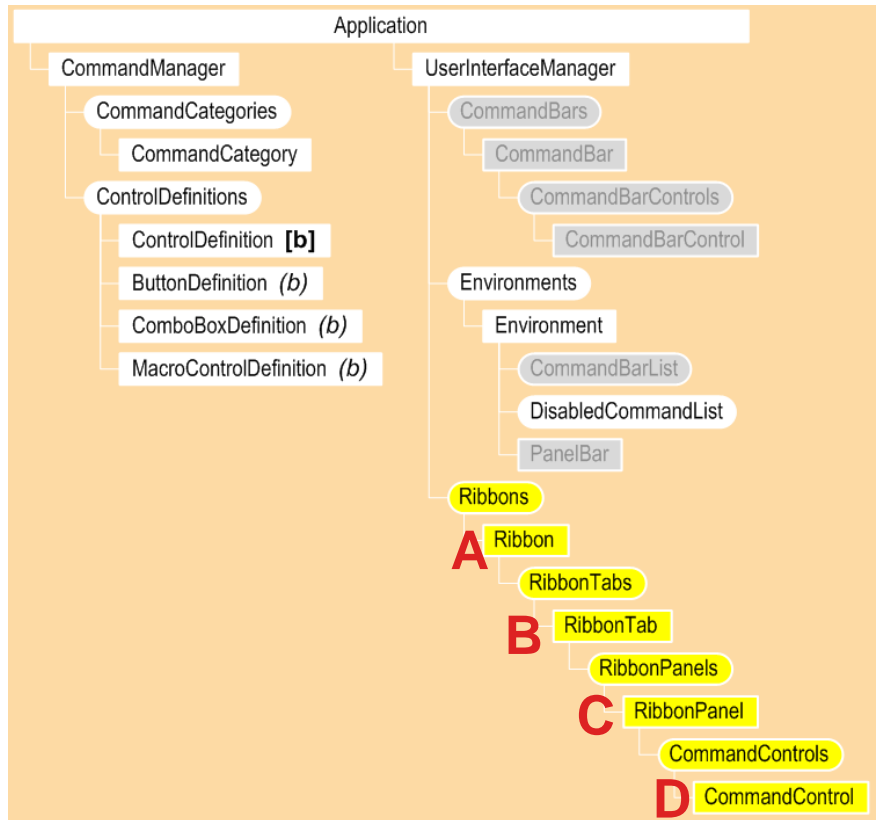 Application
CommandManager
CommandCategories
CommandCategory
ControlDefinitions
ControlDefinition [b]
ButtonDefinition (b)
ComboBoxDefinition (b)
MacroControlDefinition (b)
UserInterfaceManager
CommandBars
CommandBar
CommandBarControls
CommandBarControl
Environments
Environment
CommandBarList
DisabledCommandList
PanelBar
Ribbons
A Ribbon
RibbonTabs
B RibbonTab
RibbonPanels
C RibbonPanel
CommandControls
D CommandControl